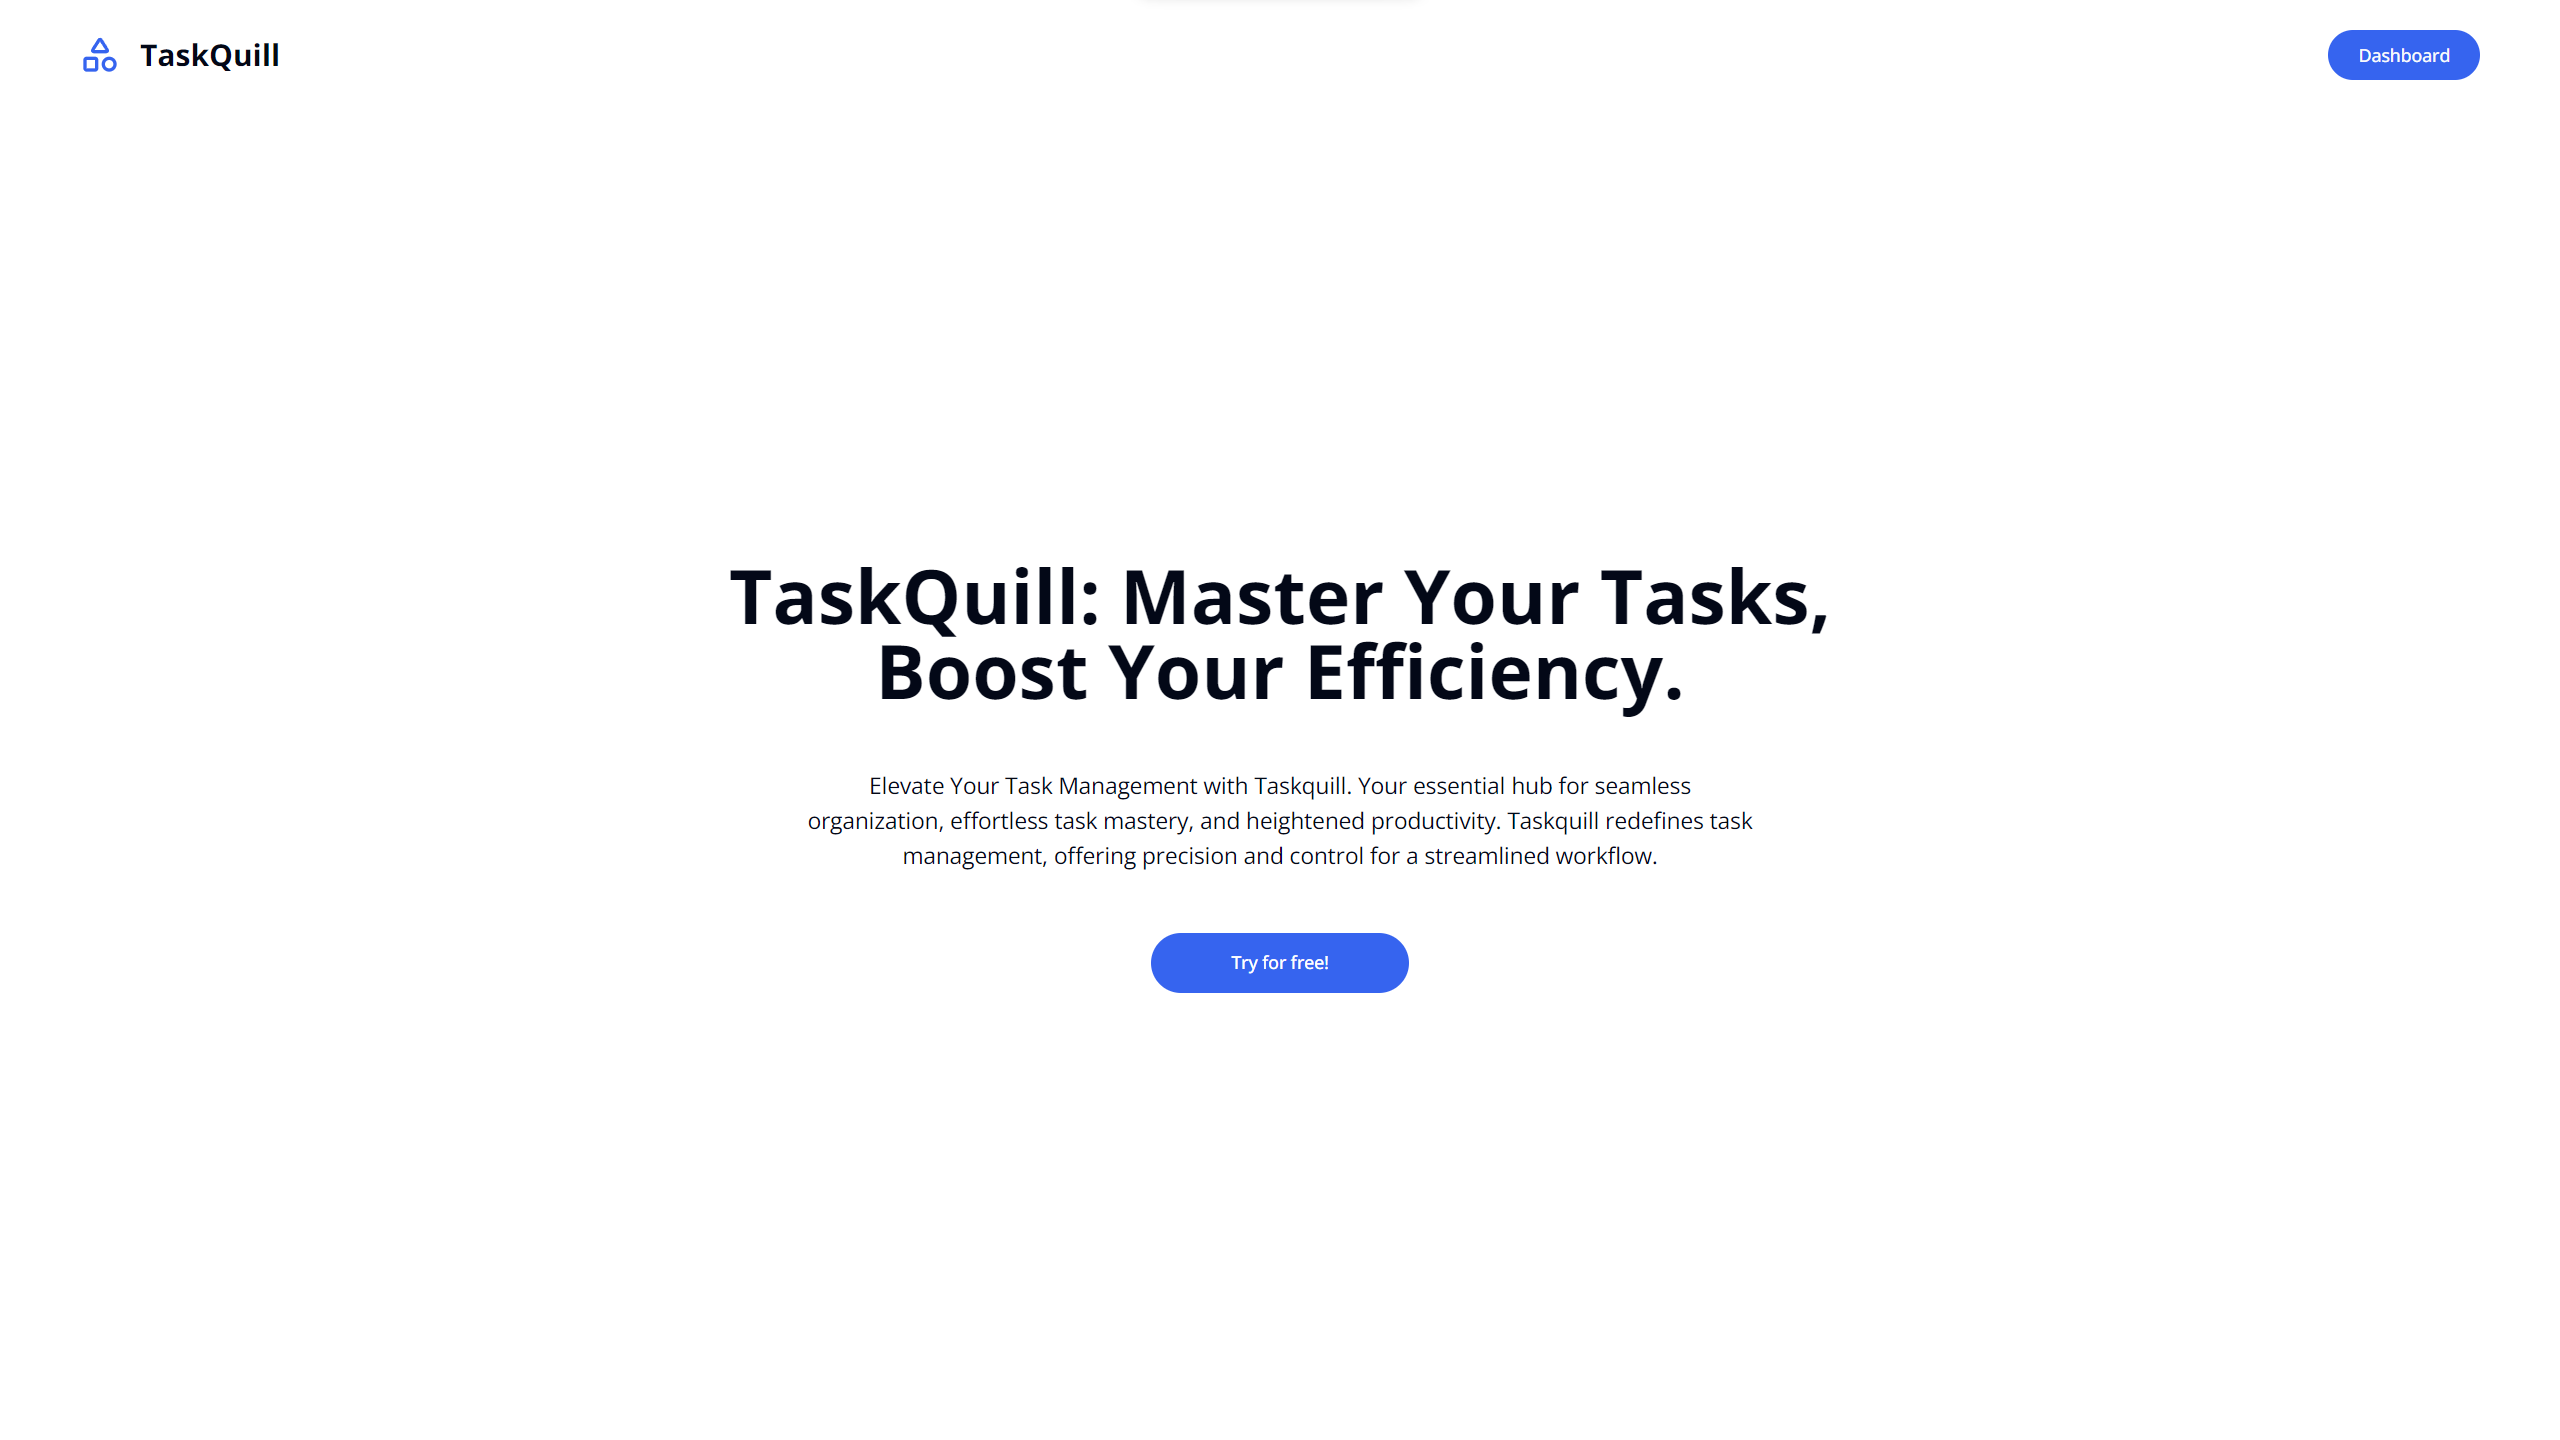 TaskQuill
Dashboard
TaskQuill: Master Your Tasks,
Boost Your Efficiency.
Elevate Your Task Management with Taskquill. Your essential hub for seamless
organization, effortless task mastery, and heightened productivity. Taskquill redefines task
management, offering precision and control for a streamlined workflow.
Try for free!